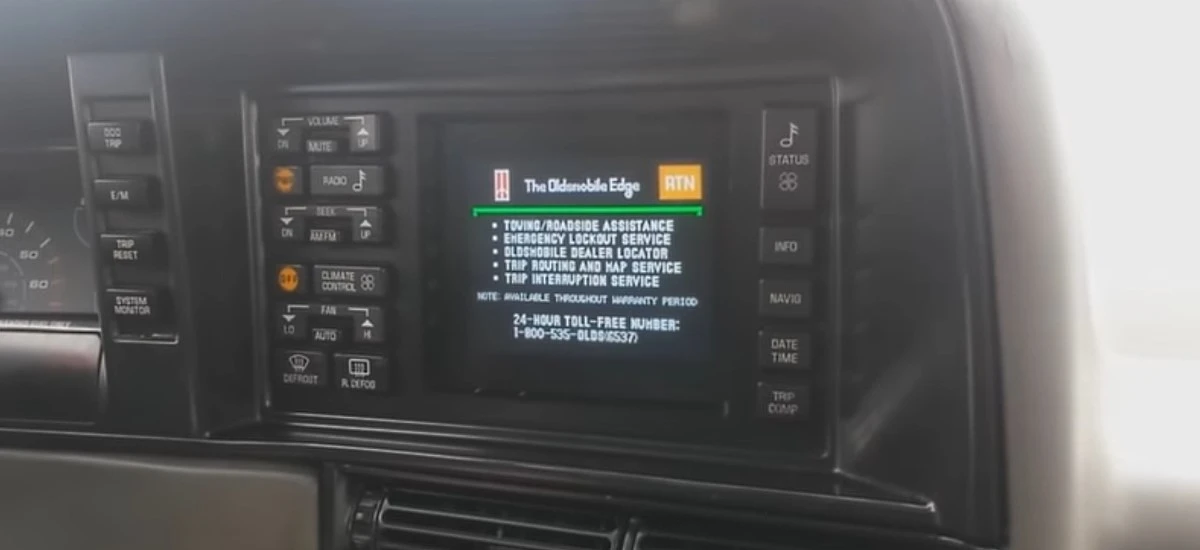 ODO
TRIP
E/M
TRIP
RESET
SYSTEM
MONITOR
60
VOLUME
DN
MUTE
UP
RADIO
SEEK
DN
AM FM
UP
OFF
CLIMATE
CONTROL
FAN
LO
AUTO
HI
DEFROST
R. DEFOG
The Oldsmobile Edge
RTN
• TOWING/ROADSIDE ASSISTANCE
• EMERGENCY LOCKOUT SERVICE
• OLDSMOBILE DEALER LOCATOR
• TRIP ROUTING AND MAP SERVICE
• TRIP INTERRUPTION SERVICE
NOTE: AVAILABLE THROUGHOUT WARRANTY PERIOD
24-HOUR TOLL-FREE NUMBER:
1-800-535-OLDS(6537)
STATUS
INFO
NAVIG
DATE
TIME
TRIP
COMP